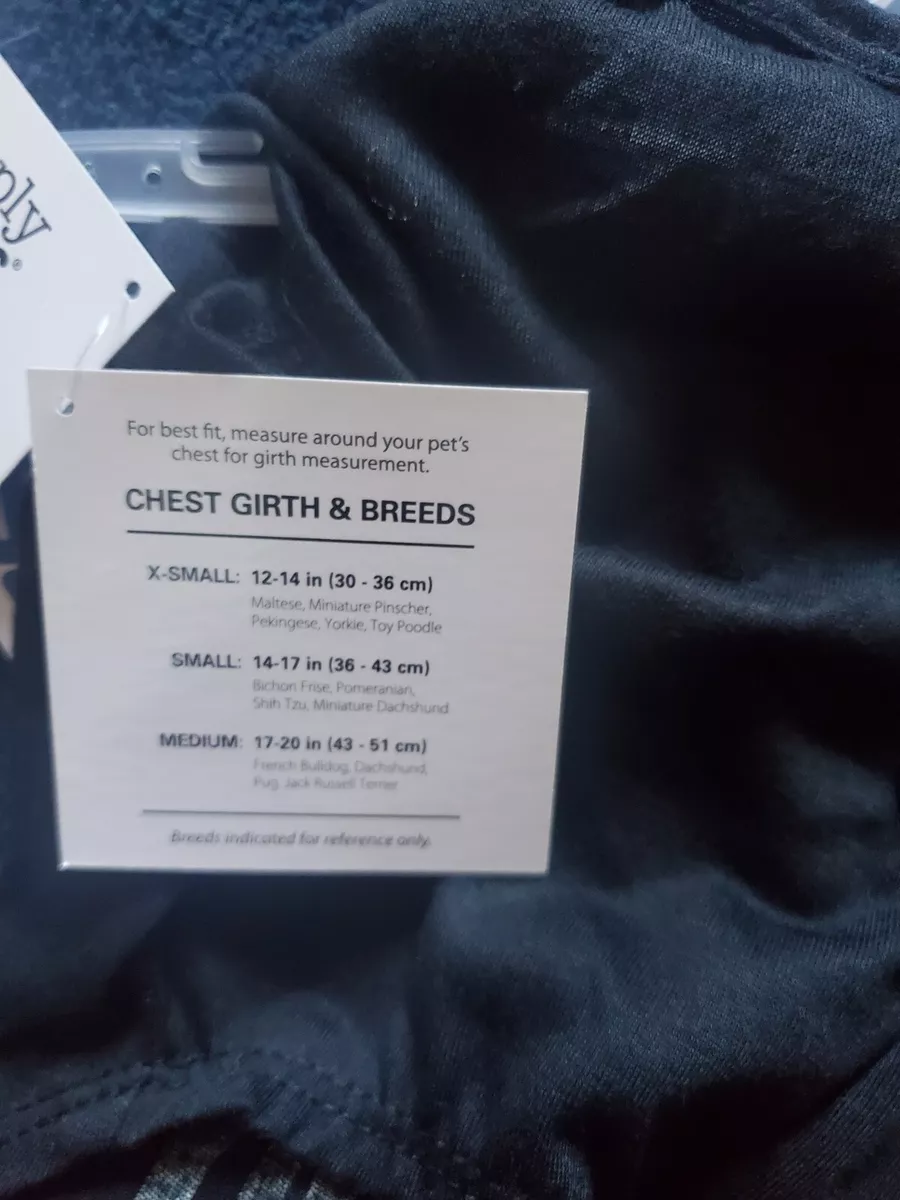 ply
For best fit, measure around your pet's
chest for girth measurement.
CHEST GIRTH & BREEDS
X-SMALL: 12-14 in (30 - 36 cm)
Maltese, Miniature Pinscher,
Pekingese, Yorkie, Toy Poodle
SMALL: 14-17 in (36 - 43 cm)
Bichon Frise, Pomeranian,
Shih Tzu, Miniature Dachshund
MEDIUM: 17-20 in (43 - 51 cm)
French Bulldog, Dachshund,
Pug, Jack Russell Terrier
Breeds indicated for reference only.